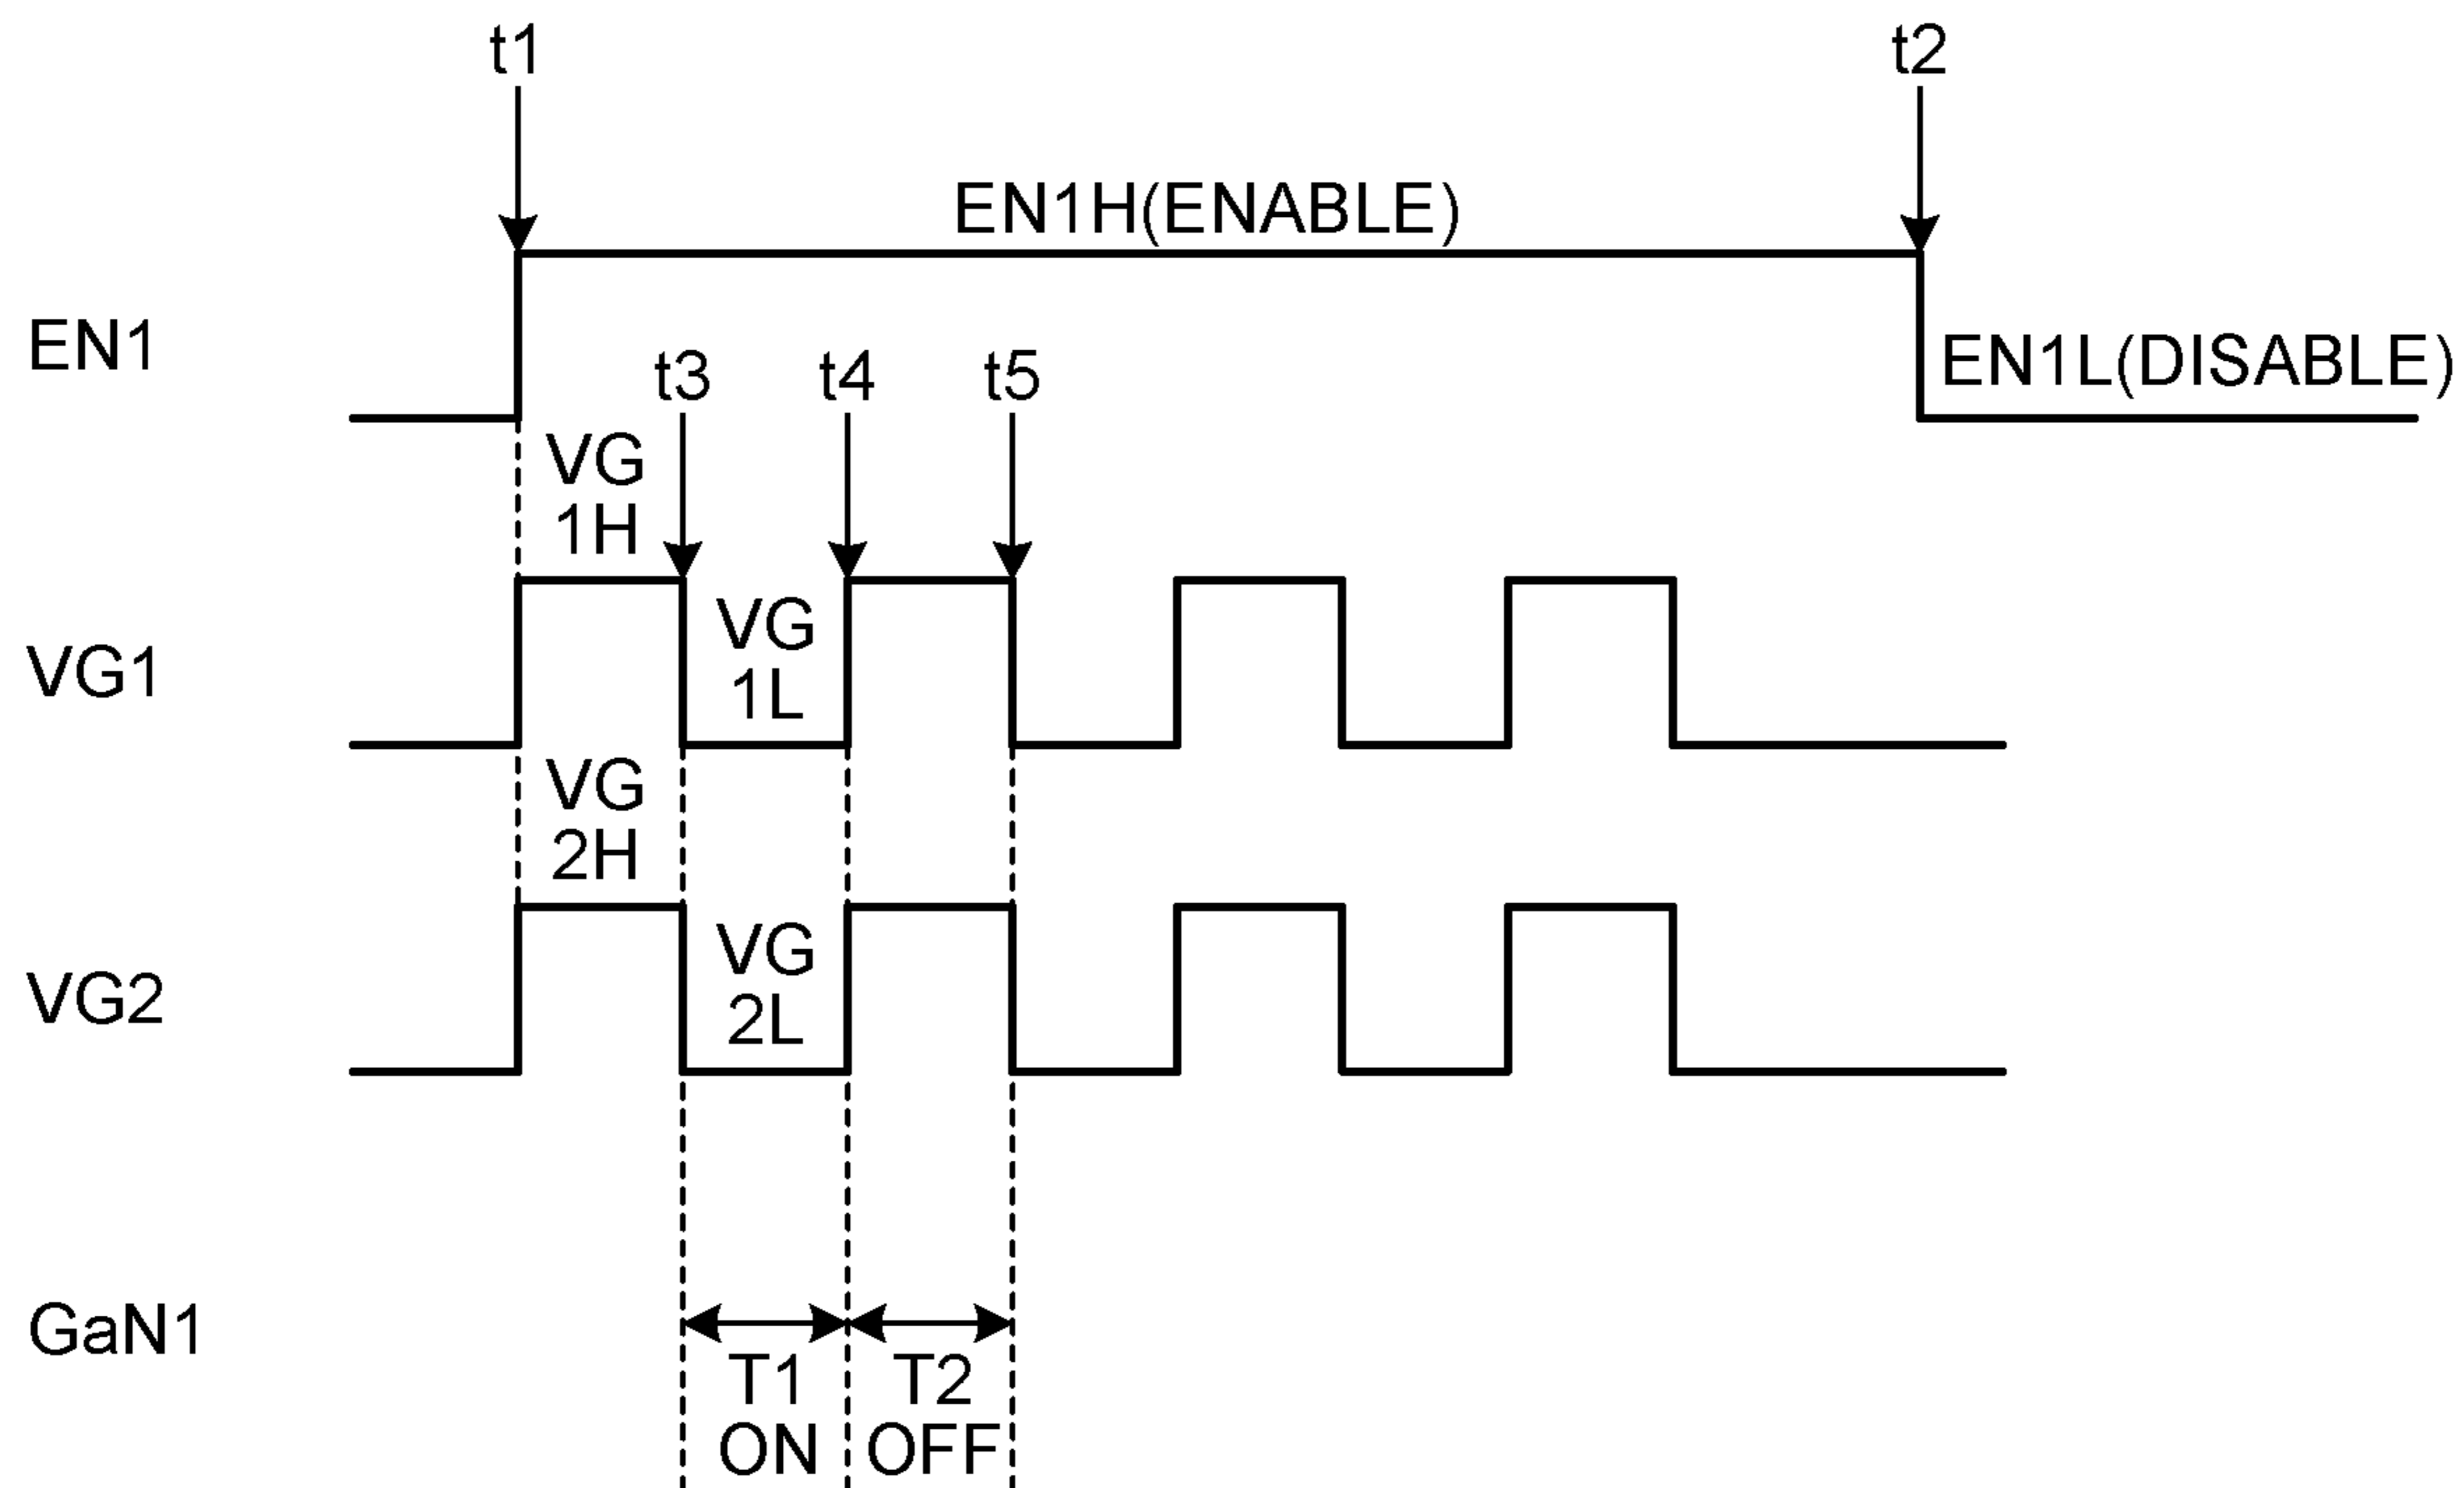 t1
t2
EN1H(ENABLE)
EN1
t3
t4
t5
EN1L(DISABLE)
VG
1H
VG
1L
VG1
VG
2H
VG
2L
VG2
GaN1
T1
ON
T2
OFF